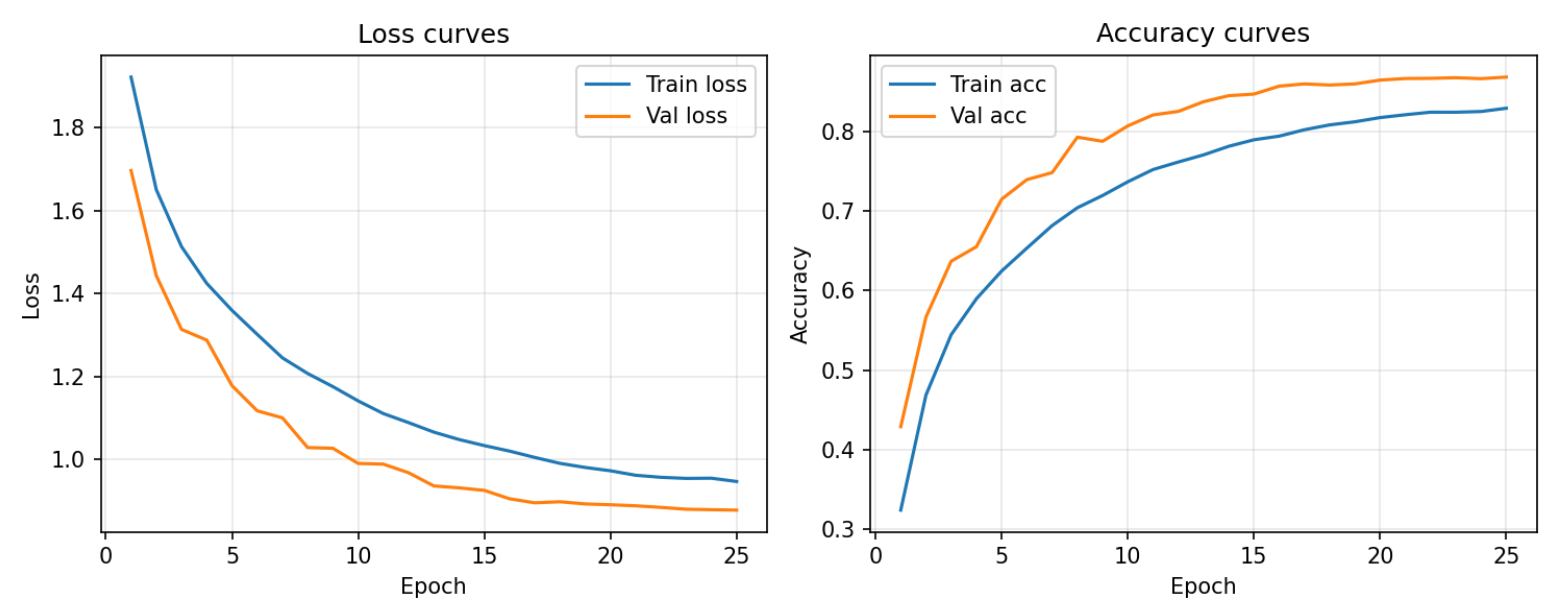 Loss curves
Train loss
Val loss
1.8
1.6
1.4
1.2
1.0
Loss
0 5 10 15 20 25
Epoch
Accuracy curves
Train acc
Val acc
0.8
0.7
0.6
0.5
0.4
0.3
Accuracy
0 5 10 15 20 25
Epoch